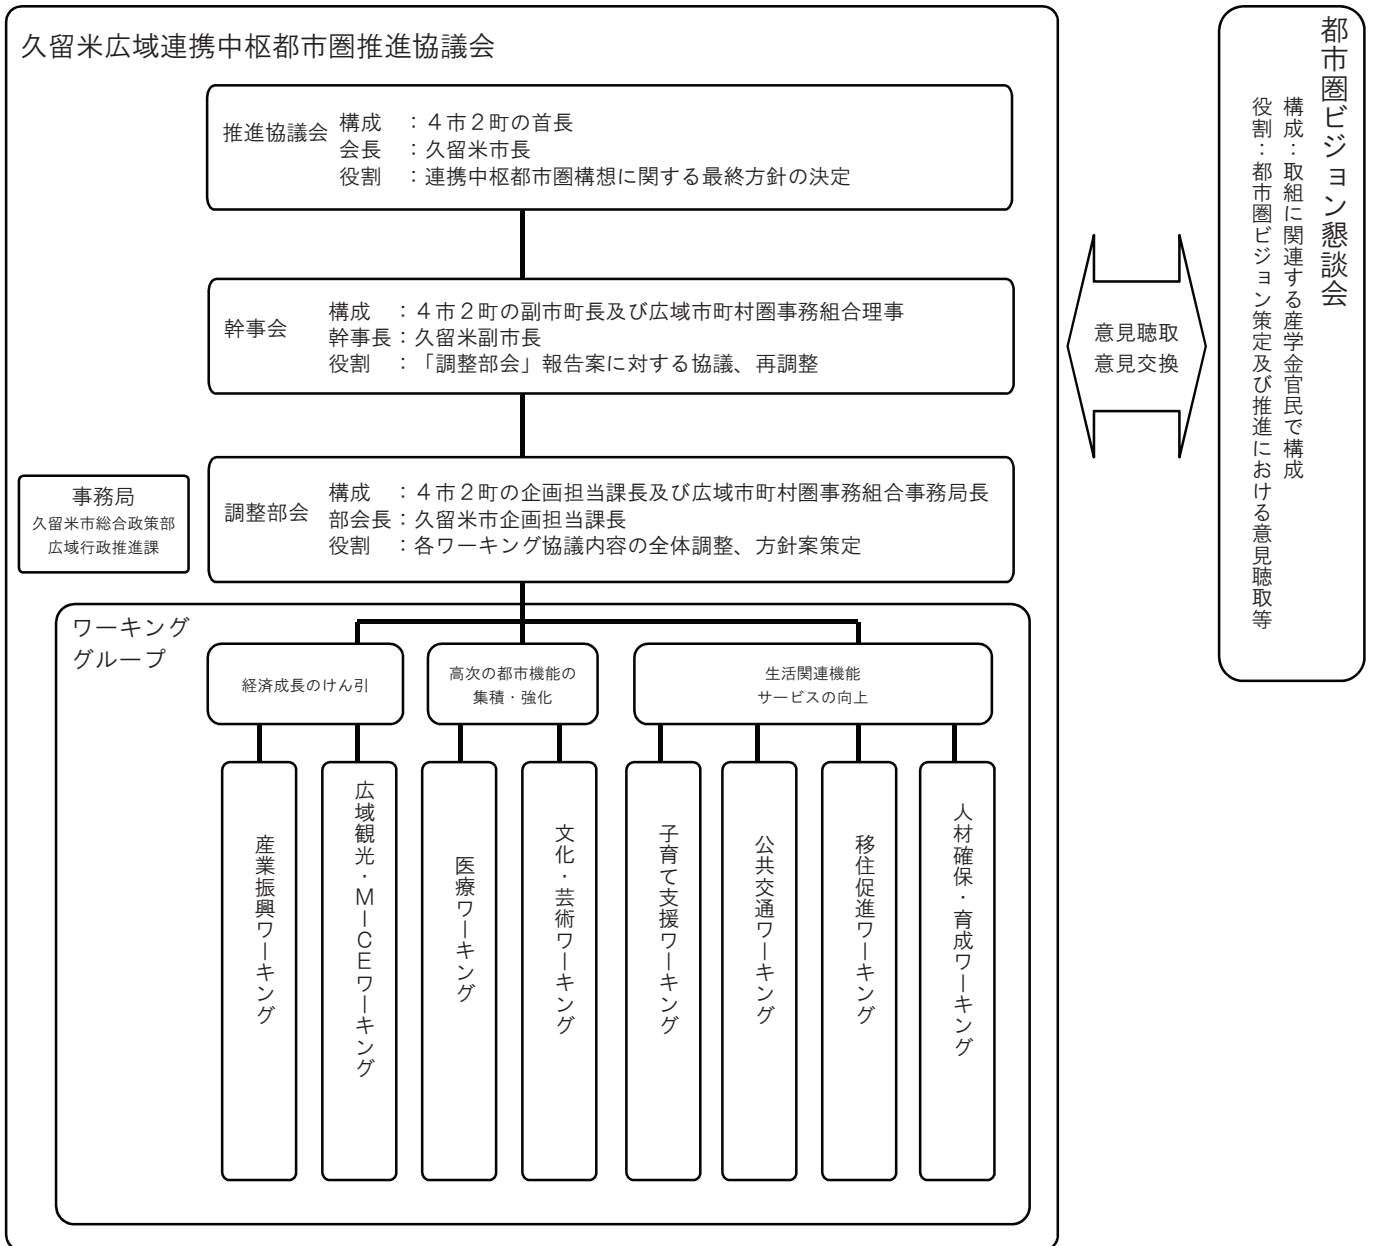 久留米広域連携中枢都市圏推進協議会
推進協議会
構成　：４市２町の首長
会長　：久留米市長
役割　：連携中枢都市圏構想に関する最終方針の決定
幹事会
構成　：４市２町の副市町長及び広域市町村圏事務組合理事
幹事長：久留米副市長
役割　：「調整部会」報告案に対する協議、再調整
調整部会
構成　：４市２町の企画担当課長及び広域市町村圏事務組合事務局長
部会長：久留米市企画担当課長
役割　：各ワーキング協議内容の全体調整、方針案策定
事務局
久留米市総合政策部
広域行政推進課
ワーキング
グループ
経済成長のけん引
高次の都市機能の
集積・強化
生活関連機能
サービスの向上
産業振興ワーキング
広域観光・ＭＩＣＥワーキング
医療ワーキング
文化・芸術ワーキング
子育て支援ワーキング
公共交通ワーキング
移住促進ワーキング
人材確保・育成ワーキング
意見聴取
意見交換
都市圏ビジョン懇談会
構成：取組に関連する産学金官民で構成
役割：都市圏ビジョン策定及び推進における意見聴取等